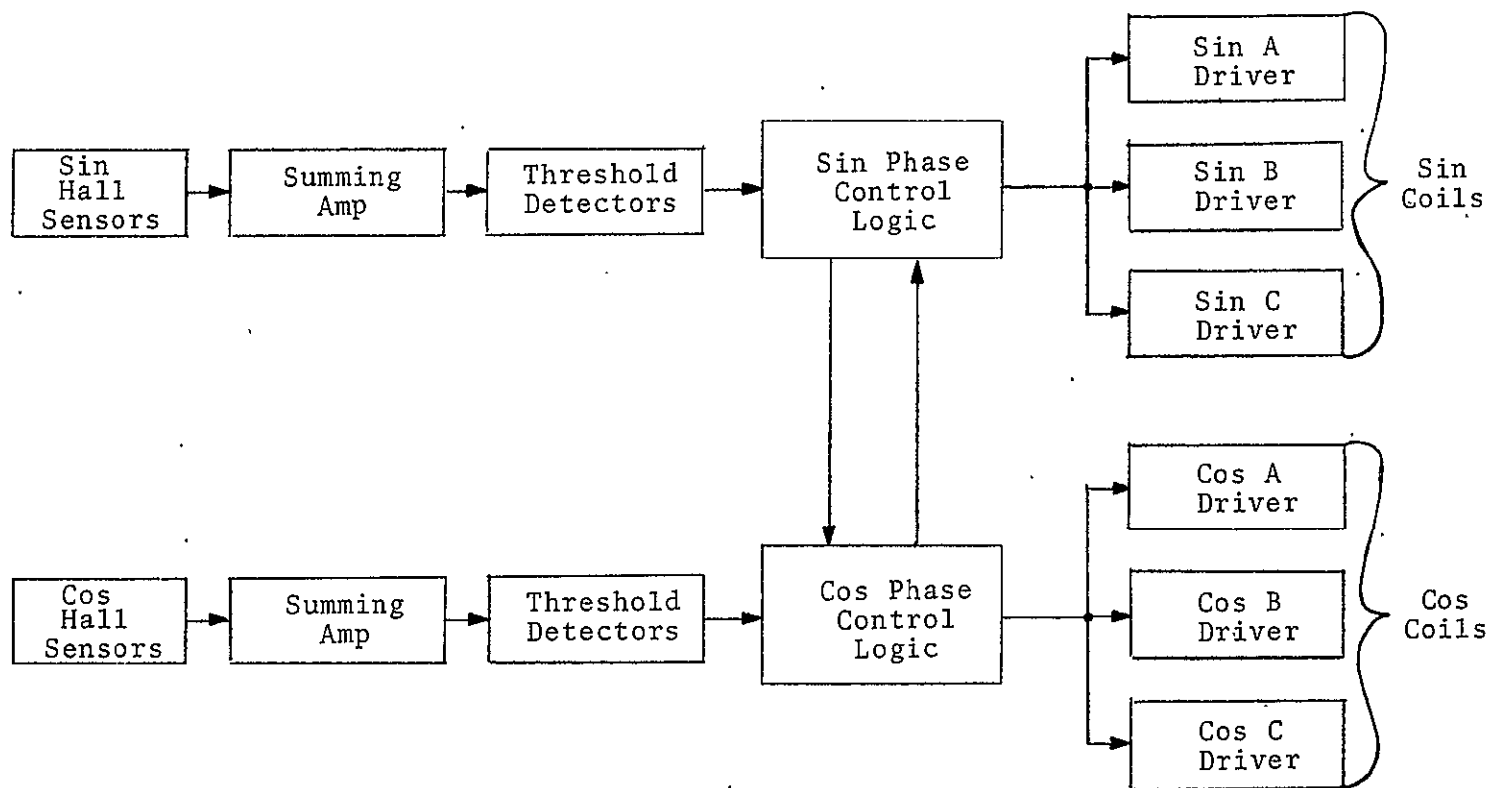 Sin
Hall
Sensors
Summing
Amp
Threshold
Detectors
Sin Phase
Control
Logic
Sin A
Driver
Sin B
Driver
Sin C
Driver
Sin
Coils
Cos
Hall
Sensors
Summing
Amp
Threshold
Detectors
Cos Phase
Control
Logic
Cos A
Driver
Cos B
Driver
Cos C
Driver
Cos
Coils